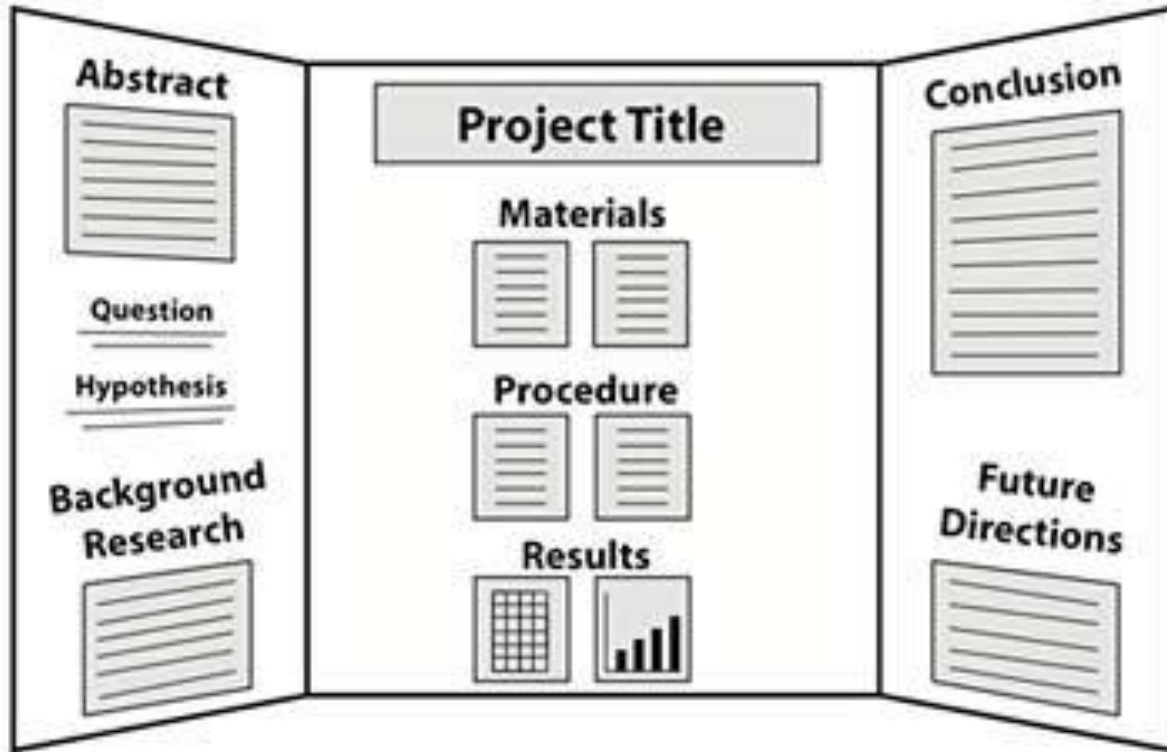 Abstract
Question
Hypothesis
Background
Research
Project Title
Materials
Procedure
Results
Conclusion
Future
Directions